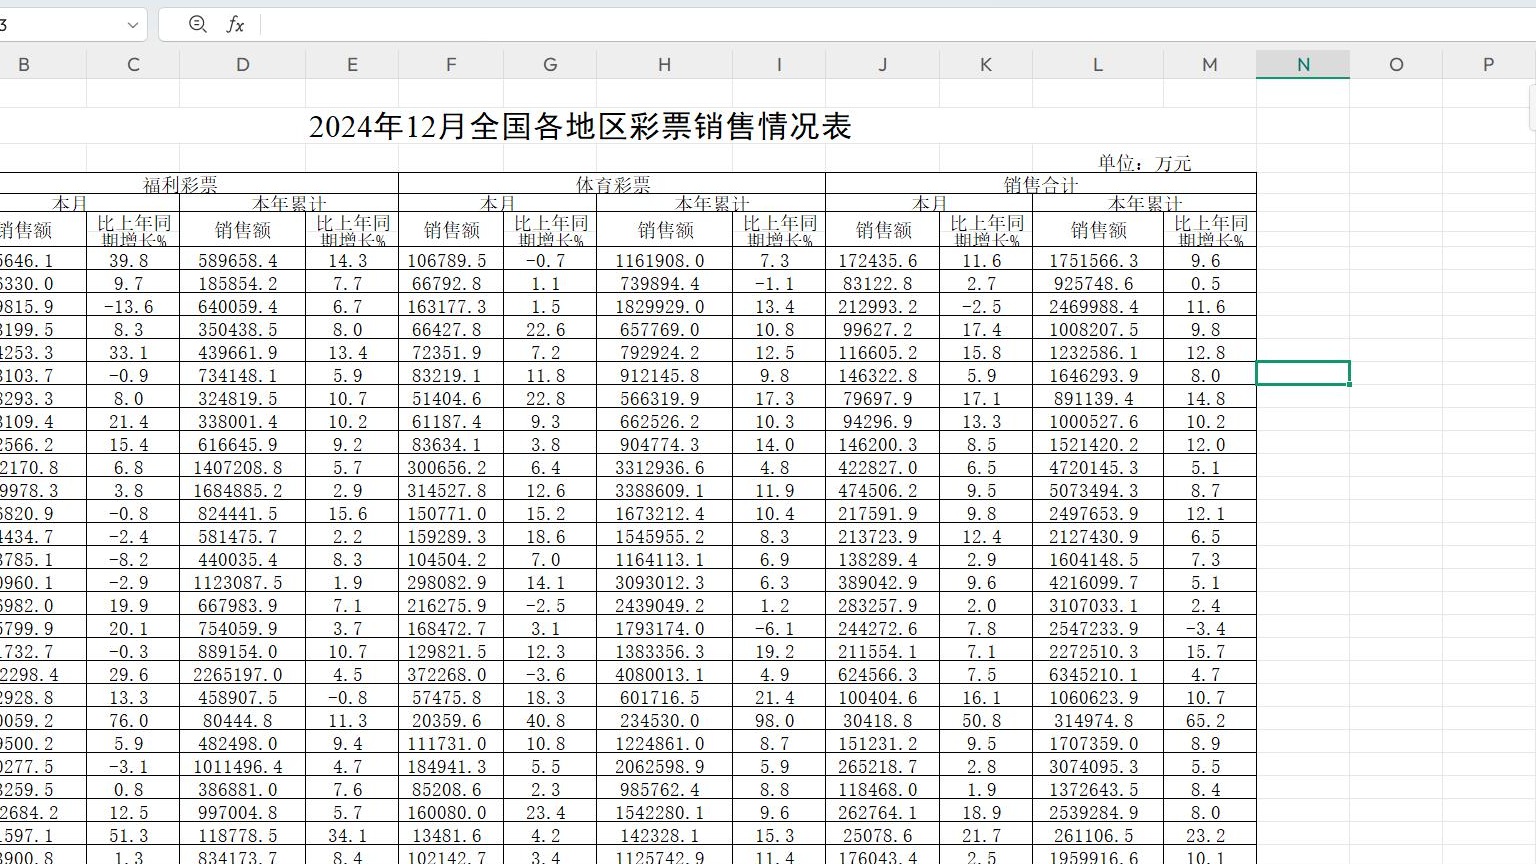 3 fx
B C D E F G H I J K L M N O P
2024年12月全国各地区彩票销售情况表
单位：万元
福利彩票 体育彩票 销售合计
本月 本年累计 本月 本年累计 本月 本年累计
销售额 比上年同期增长% 销售额 比上年同期增长% 销售额 比上年同期增长% 销售额 比上年同期增长% 销售额 比上年同期增长% 销售额 比上年同期增长%
5646.1 39.8 589658.4 14.3 106789.5 -0.7 1161908.0 7.3 172435.6 11.6 1751566.3 9.6
6330.0 9.7 185854.2 7.7 66792.8 1.1 739894.4 -1.1 83122.8 2.7 925748.6 0.5
9815.9 -13.6 640059.4 6.7 163177.3 1.5 1829929.0 13.4 212993.2 -2.5 2469988.4 11.6
3199.5 8.3 350438.5 8.0 66427.8 22.6 657769.0 10.8 99627.2 17.4 1008207.5 9.8
4253.3 33.1 439661.9 13.4 72351.9 7.2 792924.2 12.5 116605.2 15.8 1232586.1 12.8
3103.7 -0.9 734148.1 5.9 83219.1 11.8 912145.8 9.8 146322.8 5.9 1646293.9 8.0
8293.3 8.0 324819.5 10.7 51404.6 22.8 566319.9 17.3 79697.9 17.1 891139.4 14.8
3109.4 21.4 338001.4 10.2 61187.4 9.3 662526.2 10.3 94296.9 13.3 1000527.6 10.2
2566.2 15.4 616645.9 9.2 83634.1 3.8 904774.3 14.0 146200.3 8.5 1521420.2 12.0
2170.8 6.8 1407208.8 5.7 300656.2 6.4 3312936.6 4.8 422827.0 6.5 4720145.3 5.1
9978.3 3.8 1684885.2 2.9 314527.8 12.6 3388609.1 11.9 474506.2 9.5 5073494.3 8.7
6820.9 -0.8 824441.5 15.6 150771.0 15.2 1673212.4 10.4 217591.9 9.8 2497653.9 12.1
4434.7 -2.4 581475.7 2.2 159289.3 18.6 1545955.2 8.3 213723.9 12.4 2127430.9 6.5
3785.1 -8.2 440035.4 8.3 104504.2 7.0 1164113.1 6.9 138289.4 2.9 1604148.5 7.3
0960.1 -2.9 1123087.5 1.9 298082.9 14.1 3093012.3 6.3 389042.9 9.6 4216099.7 5.1
6982.0 19.9 667983.9 7.1 216275.9 -2.5 2439049.2 1.2 283257.9 2.0 3107033.1 2.4
5799.9 20.1 754059.9 3.7 168472.7 3.1 1793174.0 -6.1 244272.6 7.8 2547233.9 -3.4
1732.7 -0.3 889154.0 10.7 129821.5 12.3 1383356.3 19.2 211554.1 7.1 2272510.3 15.7
2298.4 29.6 2265197.0 4.5 372268.0 -3.6 4080013.1 4.9 624566.3 7.5 6345210.1 4.7
2928.8 13.3 458907.5 -0.8 57475.8 18.3 601716.5 21.4 100404.6 16.1 1060623.9 10.7
0059.2 76.0 80444.8 11.3 20359.6 40.8 234530.0 98.0 30418.8 50.8 314974.8 65.2
9500.2 5.9 482498.0 9.4 111731.0 10.8 1224861.0 8.7 151231.2 9.5 1707359.0 8.9
0277.5 -3.1 1011496.4 4.7 184941.3 5.5 2062598.9 5.9 265218.7 2.8 3074095.3 5.5
3259.5 0.8 386881.0 7.6 85208.6 2.3 985762.4 8.8 118468.0 1.9 1372643.5 8.4
2684.2 12.5 997004.8 5.7 160080.0 23.4 1542280.1 9.6 262764.1 18.9 2539284.9 8.0
1597.1 51.3 118778.5 34.1 13481.6 4.2 142328.1 15.3 25078.6 21.7 261106.5 23.2
3900.8 1.3 834173.7 8.4 102142.7 3.4 1125742.9 11.4 176043.4 2.5 1959916.6 10.1